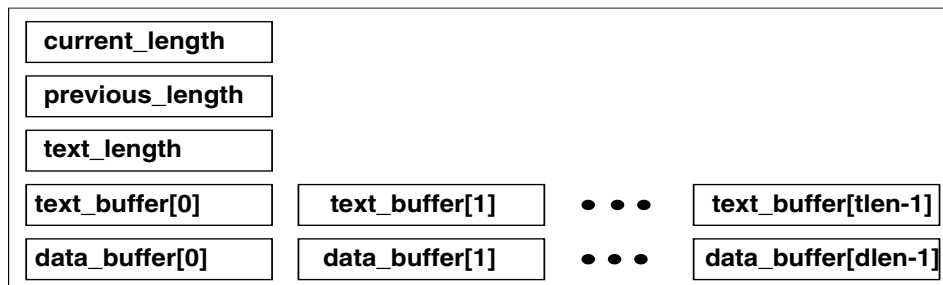 current_length
previous_length
text_length
text_buffer[0] text_buffer[1] • • • text_buffer[tlen-1]
data_buffer[0] data_buffer[1] • • • data_buffer[dlen-1]